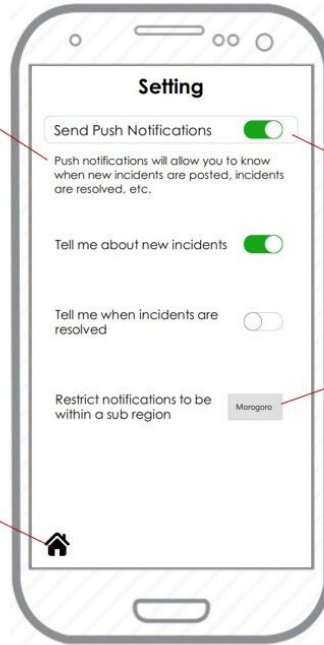 Setting
Send Push Notifications
Push notifications will allow you to know
when new incidents are posted, incidents
are resolved, etc.
Tell me about new incidents
Tell me when incidents are
resolved
Restrict notifications to be
within a sub region
Morogoro